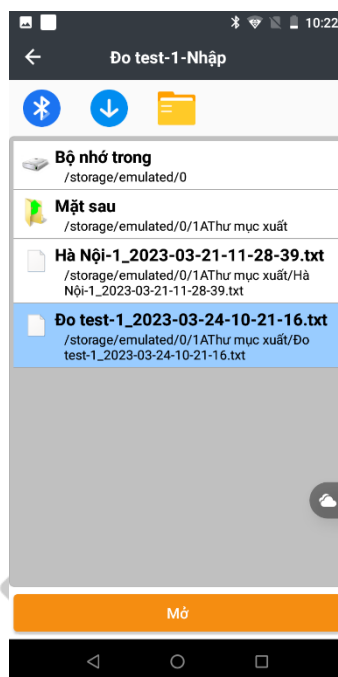 10:22
Đo test-1-Nhập
Bộ nhớ trong
/storage/emulated/0
Mặt sau
/storage/emulated/0/1AThư mục xuất
Hà Nội-1_2023-03-21-11-28-39.txt
/storage/emulated/0/1AThư mục xuất/Hà
Nội-1_2023-03-21-11-28-39.txt
Đo test-1_2023-03-24-10-21-16.txt
/storage/emulated/0/1AThư mục xuất/Đo
test-1_2023-03-24-10-21-16.txt
Mở